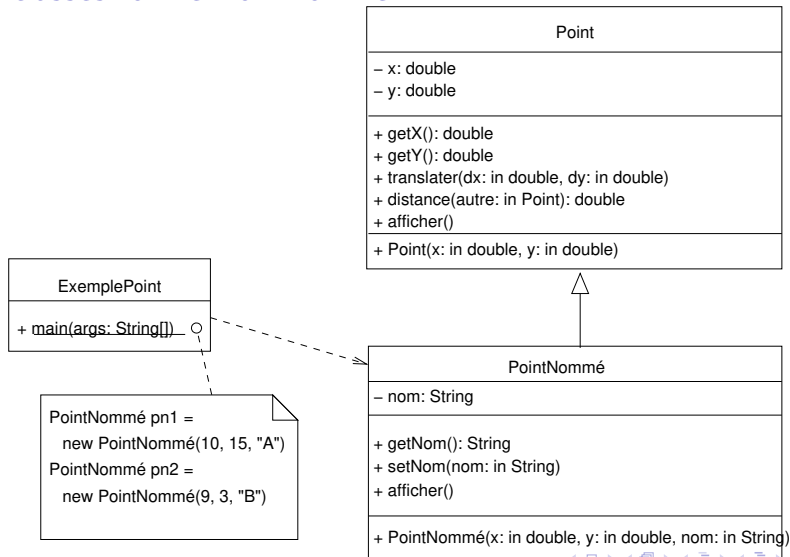 Point
– x: double
– y: double
+ getX(): double
+ getY(): double
+ translater(dx: in double, dy: in double)
+ distance(autre: in Point): double
+ afficher()
+ Point(x: in double, y: in double)
ExemplePoint
+ main(args: String[])
PointNommé pn1 =
new PointNommé(10, 15, "A")
PointNommé pn2 =
new PointNommé(9, 3, "B")
PointNommé
– nom: String
+ getNom(): String
+ setNom(nom: in String)
+ afficher()
+ PointNommé(x: in double, y: in double, nom: in String)